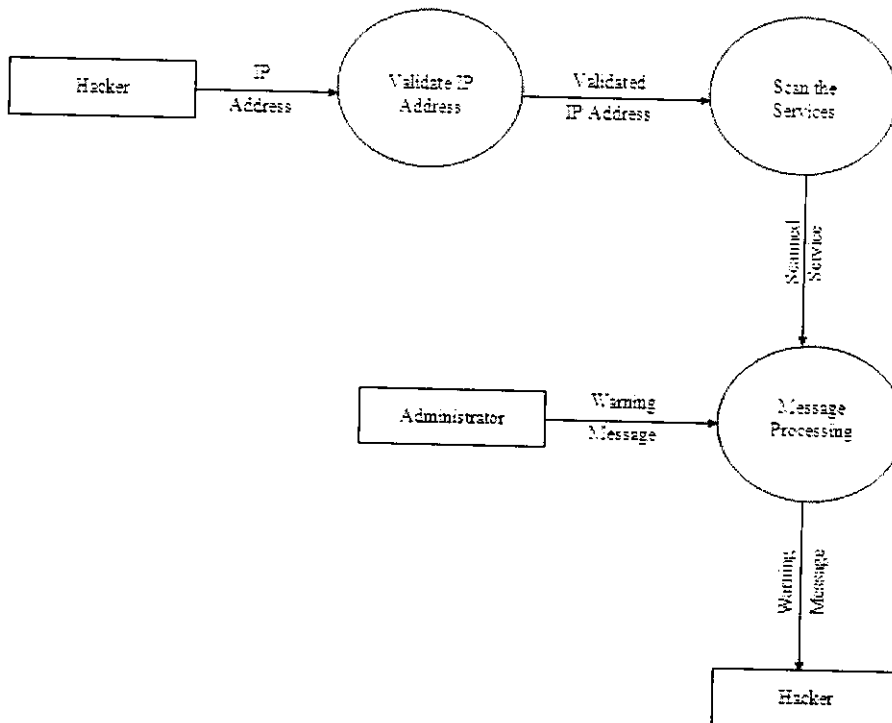 Hacker
IP
Address
Validate IP
Address
Validated
IP Address
Scan the
Services
Scanned
Service
Administrator
Warning
Message
Message
Processing
Warning
Message
Hacker